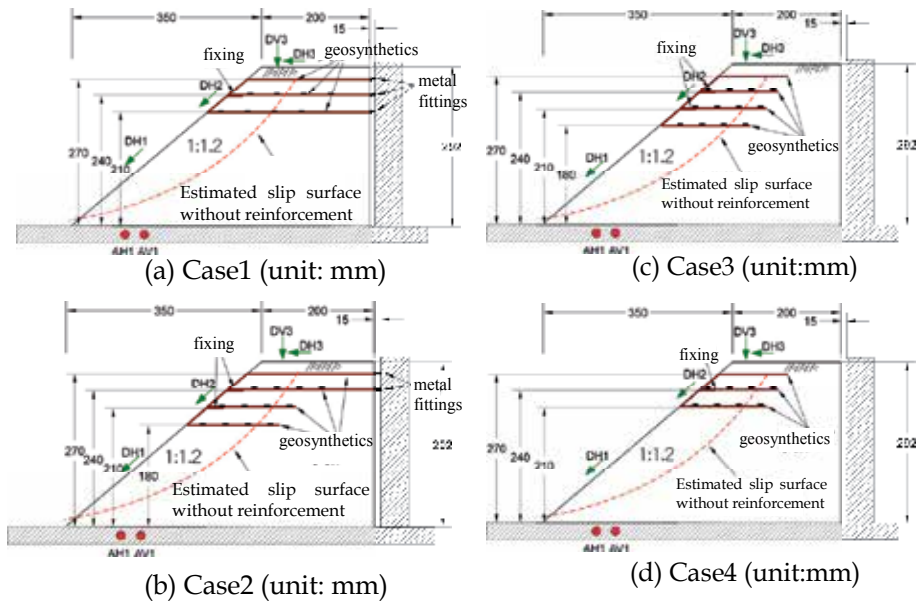 350
200
15
DV3
DH3
geosynthetics
fixing
metal
fittings
DH2
DH1
270
240
210
1:1.2
Estimated slip surface
without reinforcement
AH1 AV1
(a) Case1 (unit: mm)
350
200
15
DV3
DH3
fixing
DH2
metal
fittings
geosynthetics
270
240
210
180
DH1
1:1.2
Estimated slip surface
without reinforcement
AH1 AV1
(b) Case2 (unit: mm)
350
200
15
DV3
DH3
fixing
DH2
geosynthetics
270
240
210
180
DH1
1:1.2
Estimated slip surface
without reinforcement
AH1 AV1
(c) Case3 (unit:mm)
350
200
15
DV3
DH3
fixing
DH2
geosynthetics
270
240
210
DH1
1:1.2
Estimated slip surface
without reinforcement
AH1 AV1
(d) Case4 (unit:mm)